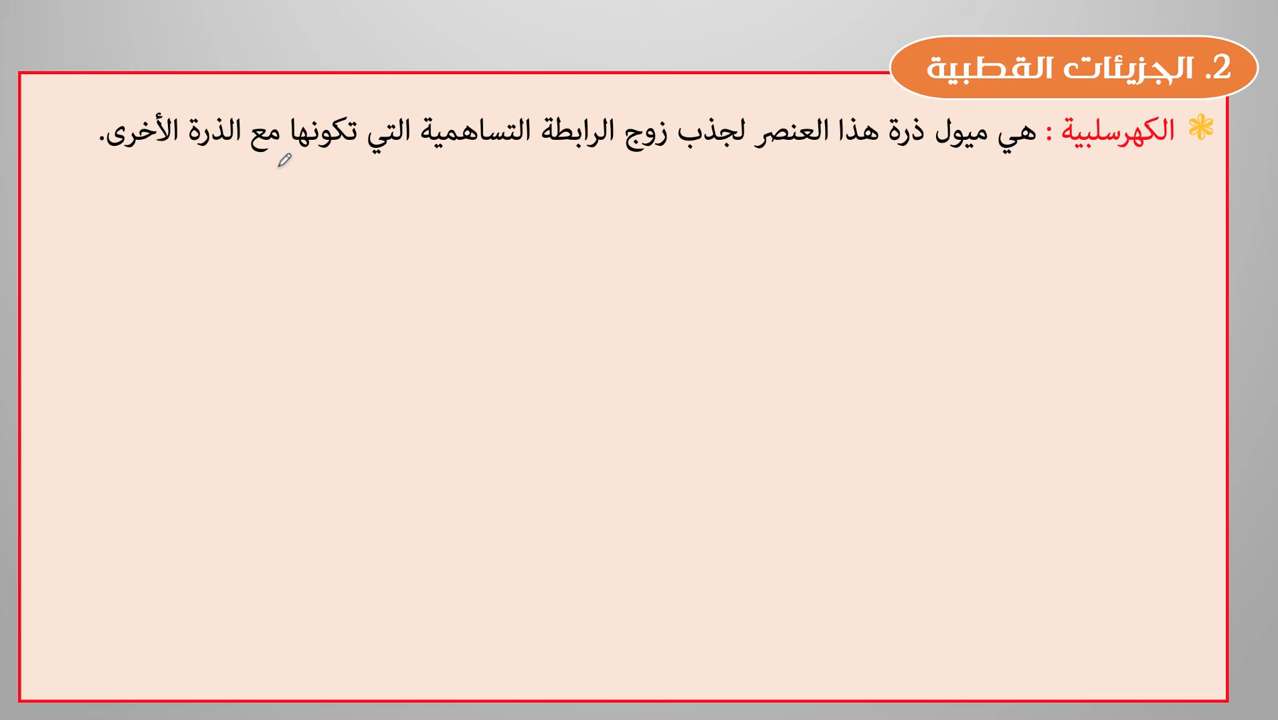 2. الجزيئات القطبية
الكهرسلبية : هي ميول ذرة هذا العنصر لجذب زوج الرابطة التساهمية التي تكونها مع الذرة الأخرى.